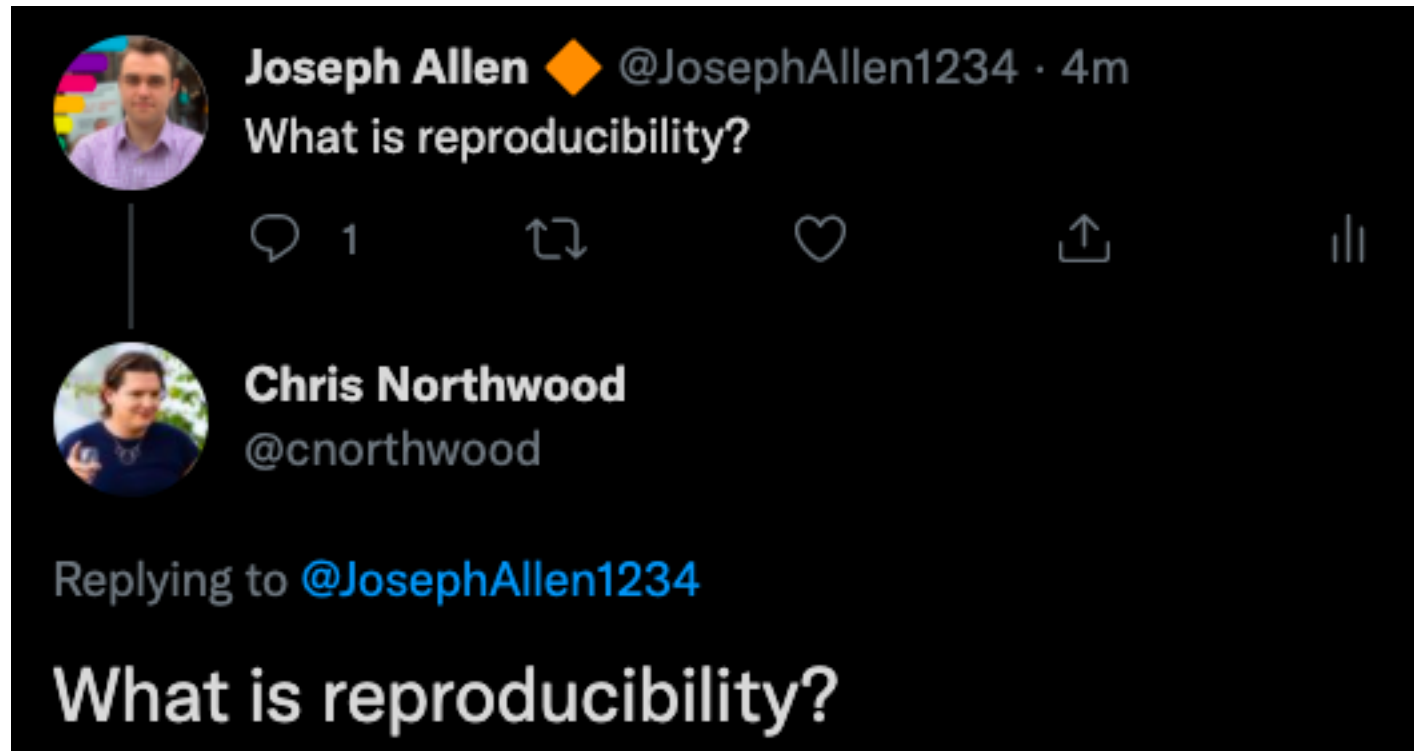 Joseph Allen 🔶 @JosephAllen1234 · 4m
What is reproducibility?
1
Chris Northwood
@cnorthwood
Replying to @JosephAllen1234
What is reproducibility?